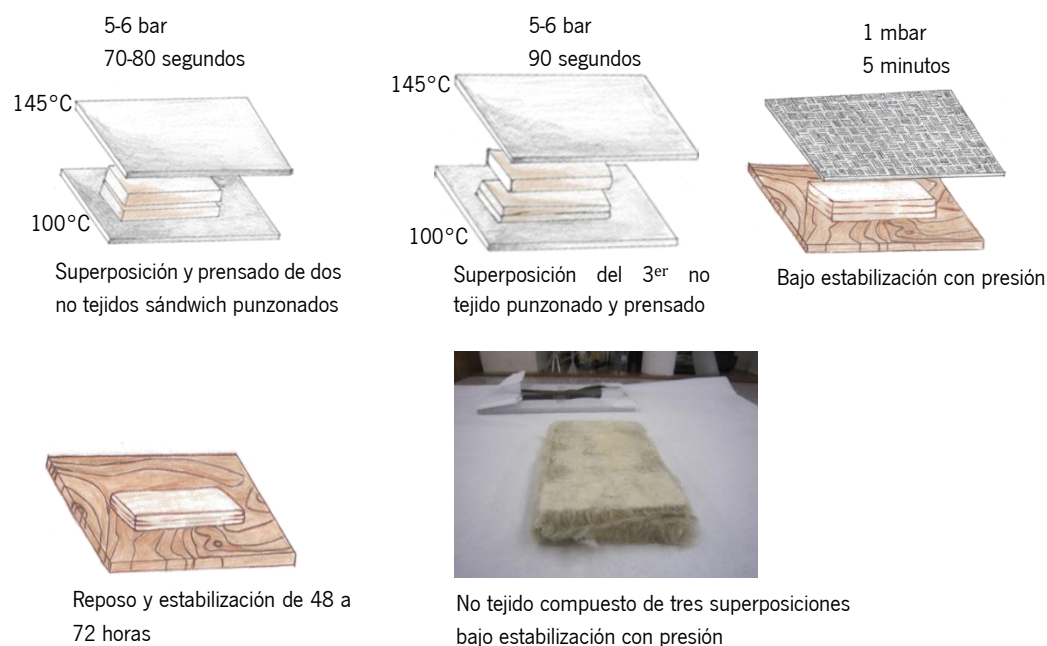 5-6 bar
70-80 segundos
145°C
100°C
Superposición y prensado de dos
no tejidos sándwich punzonados
5-6 bar
90 segundos
145°C
100°C
Superposición del 3er no
tejido punzonado y prensado
1 mbar
5 minutos
Bajo estabilización con presión
Reposo y estabilización de 48 a
72 horas
No tejido compuesto de tres superposiciones
bajo estabilización con presión